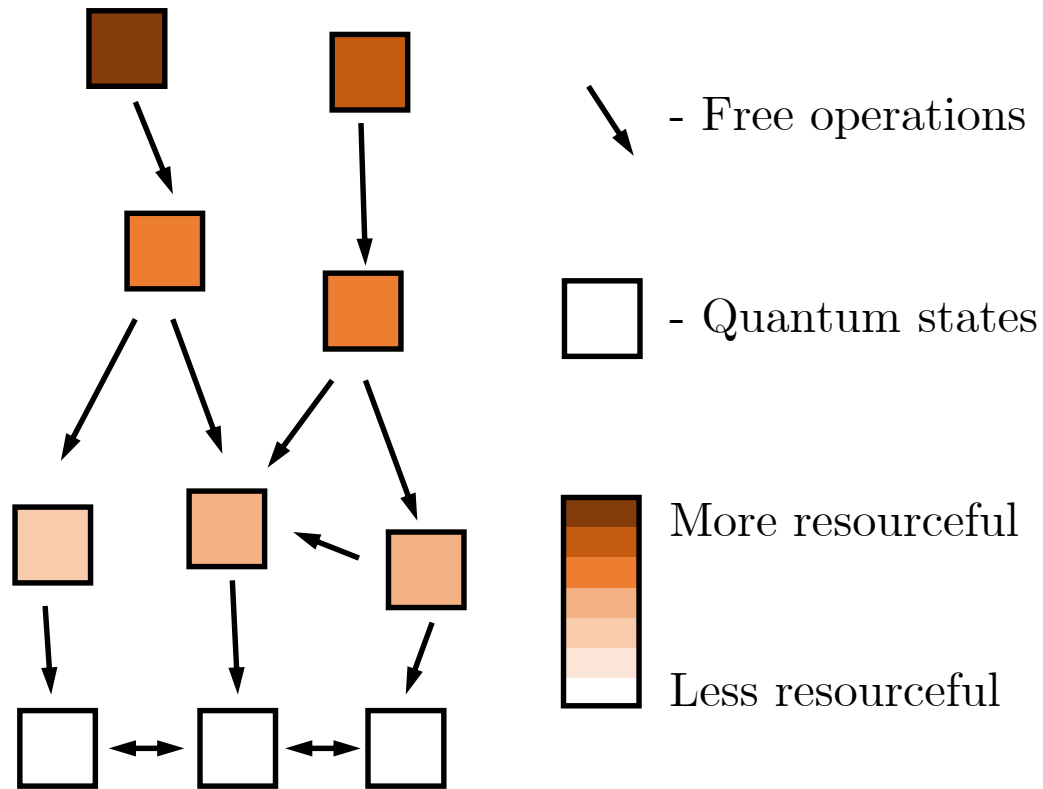 - Free operations
- Quantum states
More resourceful
Less resourceful